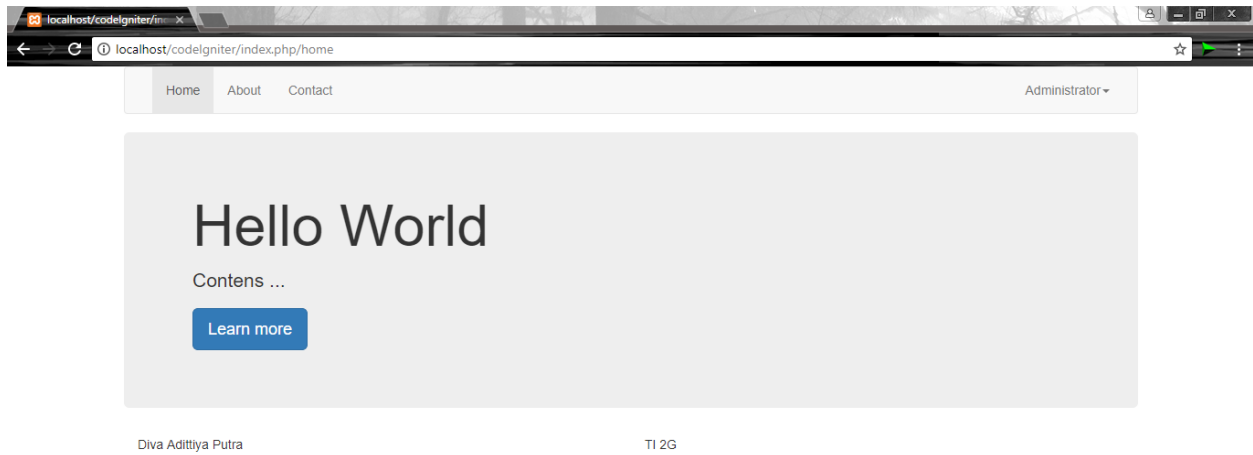 localhost/codeIgniter/in
localhost/codeIgniter/index.php/home
Home About Contact Administrator
Hello World
Contens ...
Learn more
Diva Adittiya Putra TI 2G